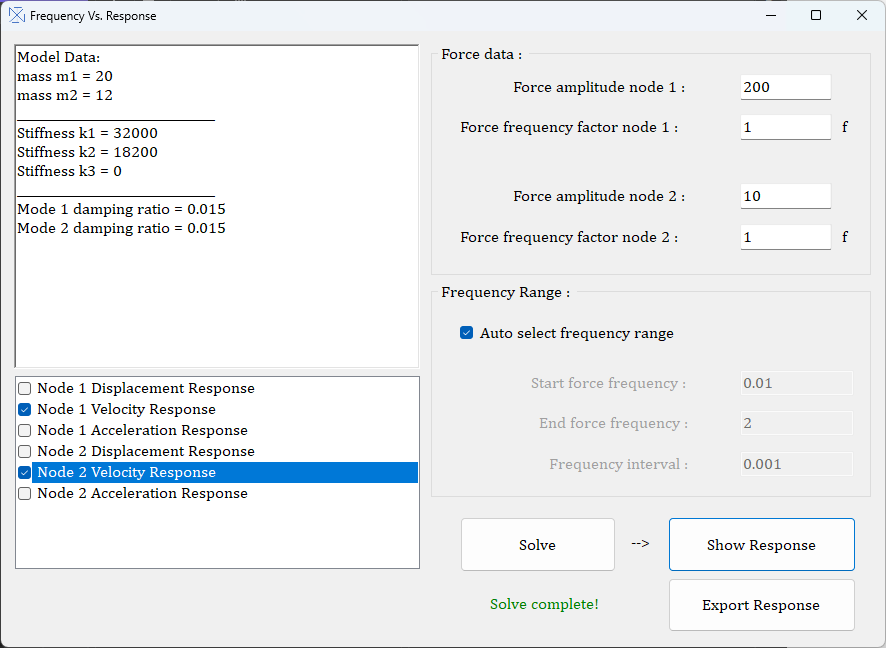 Frequency Vs. Response
Model Data:
mass m1 = 20
mass m2 = 12
Stiffness k1 = 32000
Stiffness k2 = 18200
Stiffness k3 = 0
Mode 1 damping ratio = 0.015
Mode 2 damping ratio = 0.015
Node 1 Displacement Response
Node 1 Velocity Response
Node 1 Acceleration Response
Node 2 Displacement Response
Node 2 Velocity Response
Node 2 Acceleration Response
Force data :
Force amplitude node 1 : 200
Force frequency factor node 1 : 1 f
Force amplitude node 2 : 10
Force frequency factor node 2 : 1 f
Frequency Range :
Auto select frequency range
Start force frequency : 0.01
End force frequency : 2
Frequency interval : 0.001
Solve --> Show Response
Solve complete! Export Response